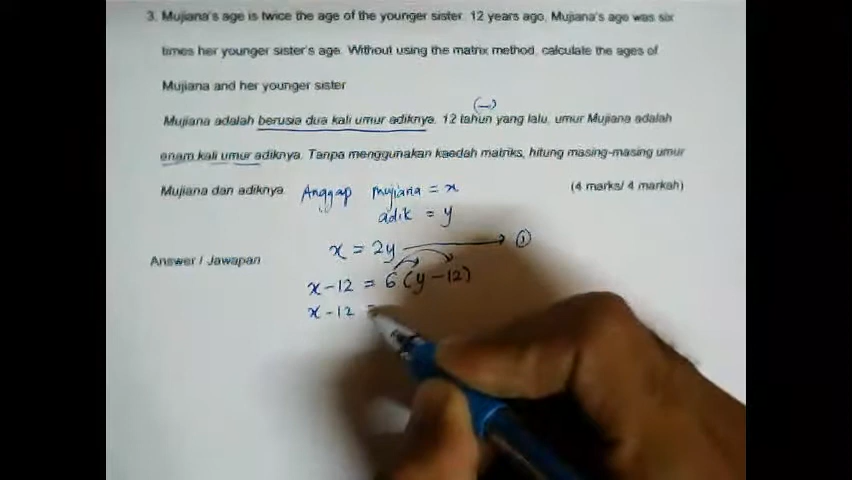 3. Mujiana's age is twice the age of the younger sister. 12 years ago, Mujiana's age was six
times her younger sister's age. Without using the matrix method, calculate the ages of
Mujiana and her younger sister
(−)
Mujiana adalah berusia dua kali umur adiknya. 12 tahun yang lalu, umur Mujiana adalah
enam kali umur adiknya. Tanpa menggunakan kaedah matriks, hitung masing-masing umur
Mujiana dan adiknya. Anggap mujiana = x (4 marks/ 4 markah)
adik = y
x = 2y → ①
Answer / Jawapan
x − 12 = 6(y − 12)
x − 12 =